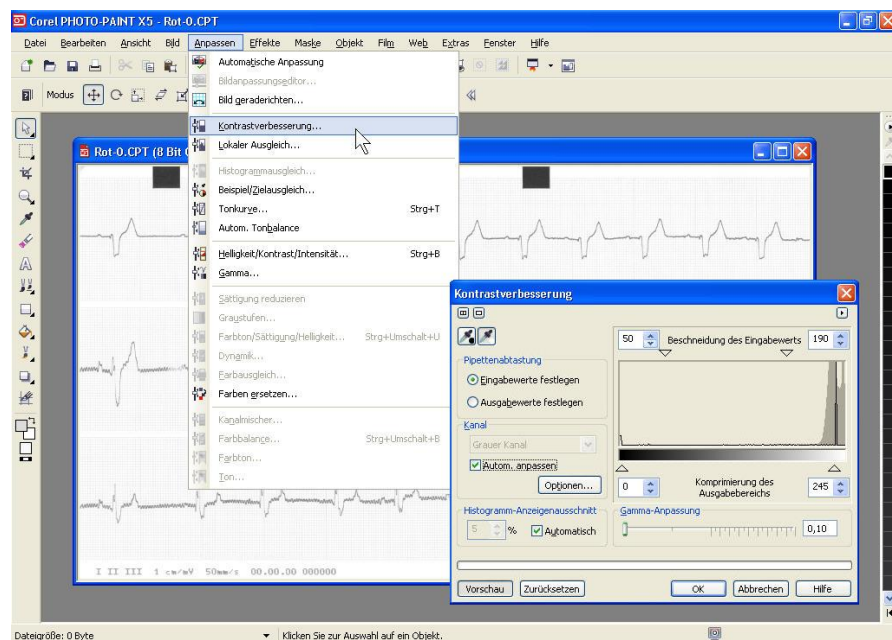 Corel PHOTO-PAINT X5 - Rot-0.CPT
Datei Bearbeiten Ansicht Bild Anpassen Effekte Maske Objekt Film Web Extras Fenster Hilfe
Modus
Automatische Anpassung
Bildanpassungseditor...
Bild geraderichten...
Kontrastverbesserung...
Lokaler Ausgleich...
Histogrammausgleich...
Beispiel/Zielausgleich...
Tonkurve... Strg+T
Autom. Tonbalance
Helligkeit/Kontrast/Intensität... Strg+B
Gamma...
Sättigung reduzieren
Graustufen...
Farbton/Sättigung/Helligkeit... Strg+Umschalt+U
Dynamik...
Farbausgleich...
Farben ersetzen...
Kanalmischer...
Farbbalance... Strg+Umschalt+B
Farbton...
Ton...
Rot-0.CPT (8 Bit
I II III 1 cm/mV 50mm/s 00.00.00 000000
Kontrastverbesserung
50 Beschneidung des Eingabewerts 190
Pipettenabtastung
Eingabewerte festlegen
Ausgabewerte festlegen
Kanal
Grauer Kanal
Autom. anpassen
Optionen...
0 Komprimierung des Ausgabebereichs 245
Histogramm-Anzeigenausschnitt
5 % Automatisch
Gamma-Anpassung
0,10
Vorschau Zurücksetzen OK Abbrechen Hilfe
Dateigröße: 0 Byte Klicken Sie zur Auswahl auf ein Objekt.